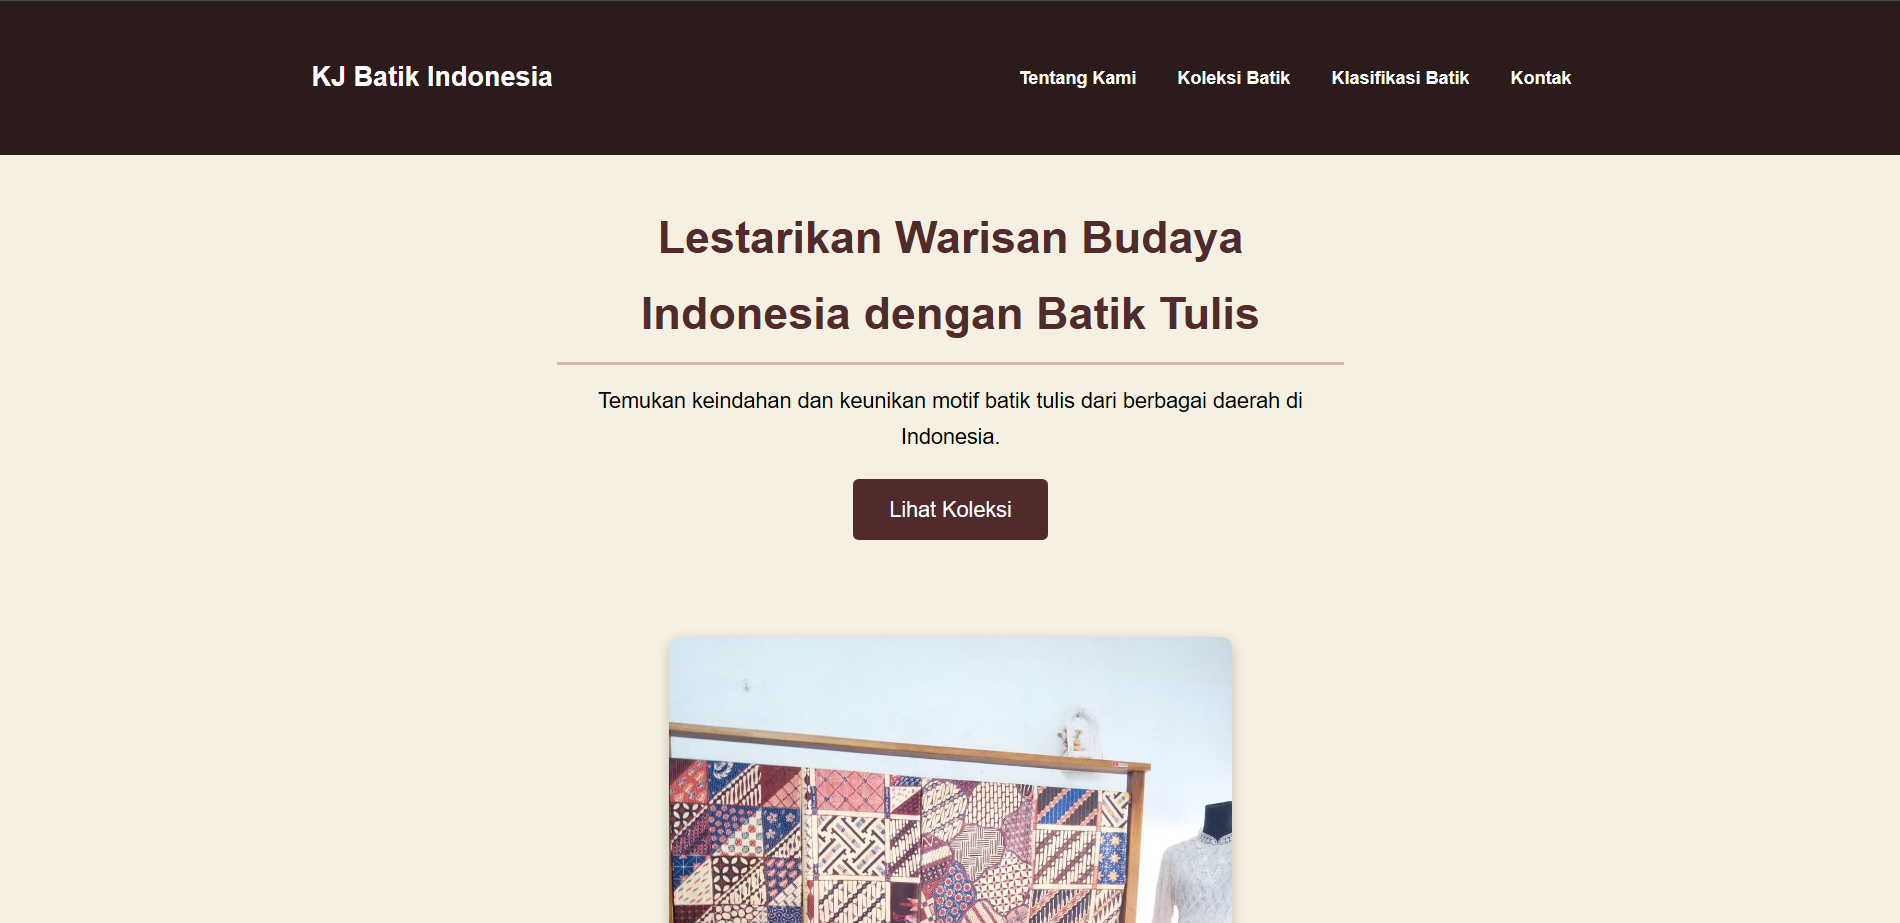 KJ Batik Indonesia
Tentang Kami
Koleksi Batik
Klasifikasi Batik
Kontak
Lestarikan Warisan Budaya
Indonesia dengan Batik Tulis
Temukan keindahan dan keunikan motif batik tulis dari berbagai daerah di
Indonesia.
Lihat Koleksi